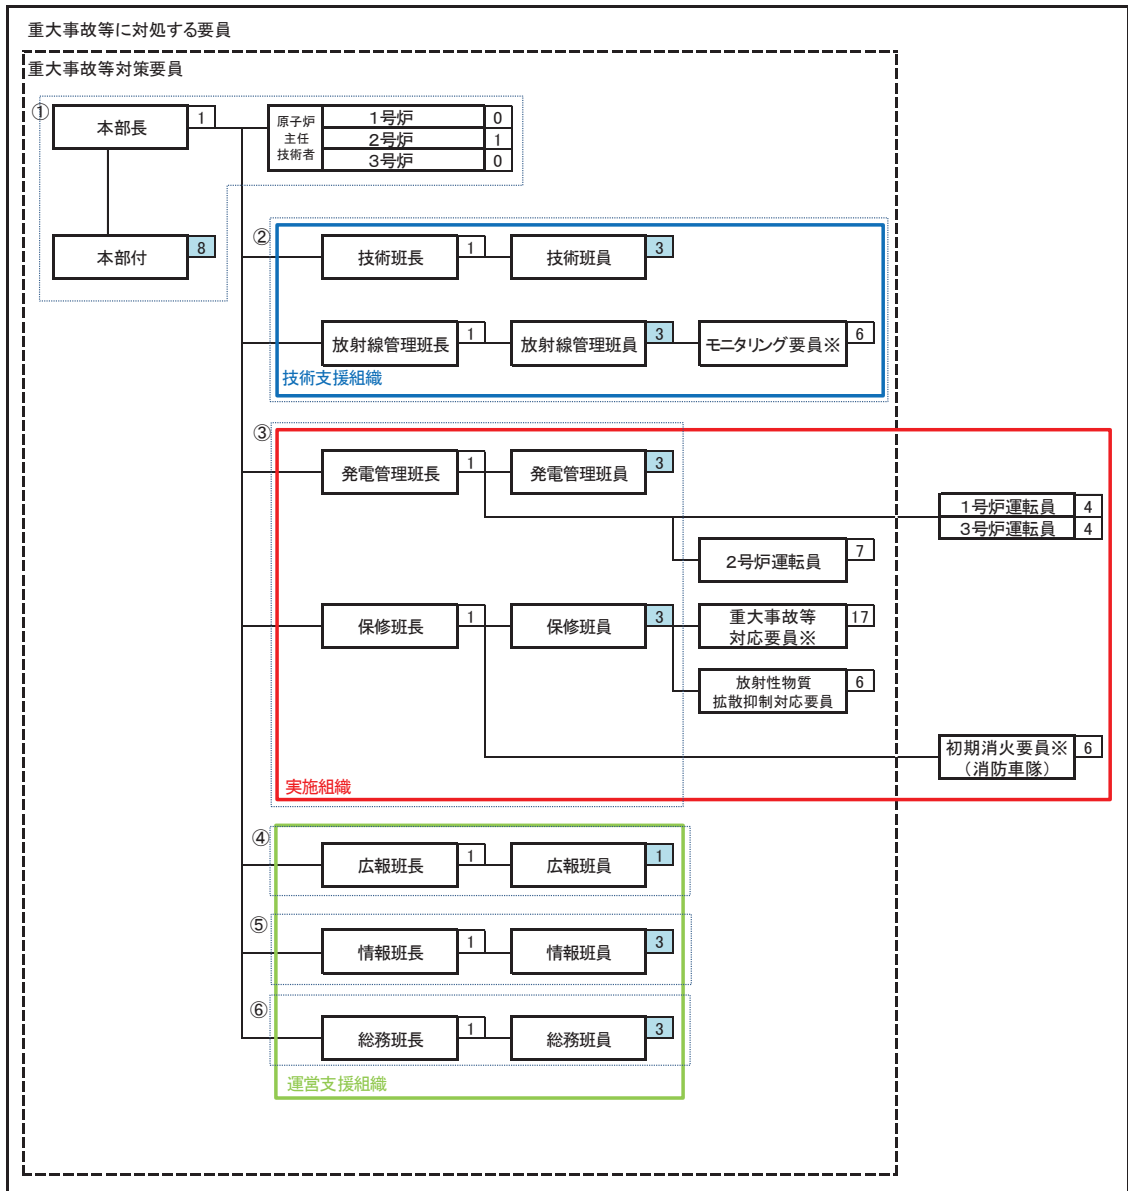 重大事故等に対処する要員
重大事故等対策要員
①
本部長
1
原子炉
主任
技術者
1号炉
0
2号炉
1
3号炉
0
本部付
8
②
技術班長
1
技術班員
3
放射線管理班長
1
放射線管理班員
3
モニタリング要員※
6
技術支援組織
③
発電管理班長
1
発電管理班員
3
1号炉運転員
4
3号炉運転員
4
2号炉運転員
7
保修班長
1
保修班員
3
重大事故等
対応要員※
17
放射性物質
拡散抑制対応要員
6
初期消火要員※
（消防車隊）
6
実施組織
④
広報班長
1
広報班員
1
⑤
情報班長
1
情報班員
3
⑥
総務班長
1
総務班員
3
運営支援組織